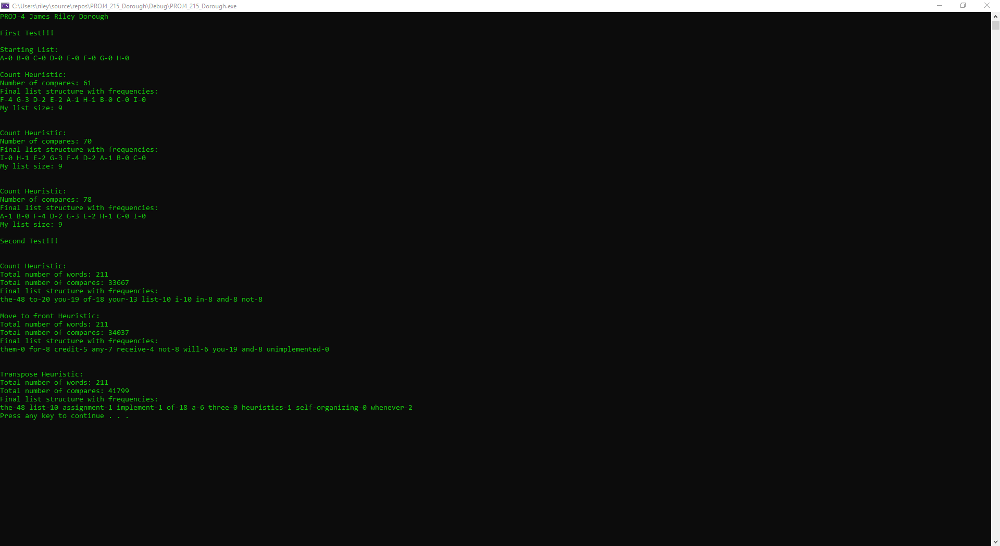 C:\Users\riley\source\repos\PROJ4_215_Dorough\Debug\PROJ4_215_Dorough.exe
PROJ-4 James Riley Dorough
First Test!!!
Starting List:
A-0 B-0 C-0 D-0 E-0 F-0 G-0 H-0
Count Heuristic:
Number of compares: 61
Final list structure with frequencies:
F-4 G-3 D-2 E-2 A-1 H-1 B-0 C-0 I-0
My list size: 9
Count Heuristic:
Number of compares: 70
Final list structure with frequencies:
I-0 H-1 E-2 G-3 F-4 D-2 A-1 B-0 C-0
My list size: 9
Count Heuristic:
Number of compares: 78
Final list structure with frequencies:
A-1 B-0 F-4 D-2 G-3 E-2 H-1 C-0 I-0
My list size: 9
Second Test!!!
Count Heuristic:
Total number of words: 211
Total number of compares: 33667
Final list structure with frequencies:
the-48 to-20 you-19 of-18 your-13 list-10 i-10 in-8 and-8 not-8
Move to front Heuristic:
Total number of words: 211
Total number of compares: 34037
Final list structure with frequencies:
them-0 for-8 credit-5 any-7 receive-4 not-8 will-6 you-19 and-8 unimplemented-0
Transpose Heuristic:
Total number of words: 211
Total number of compares: 41799
Final list structure with frequencies:
the-48 list-10 assignment-1 implement-1 of-18 a-6 three-0 heuristics-1 self-organizing-0 whenever-2
Press any key to continue . . .